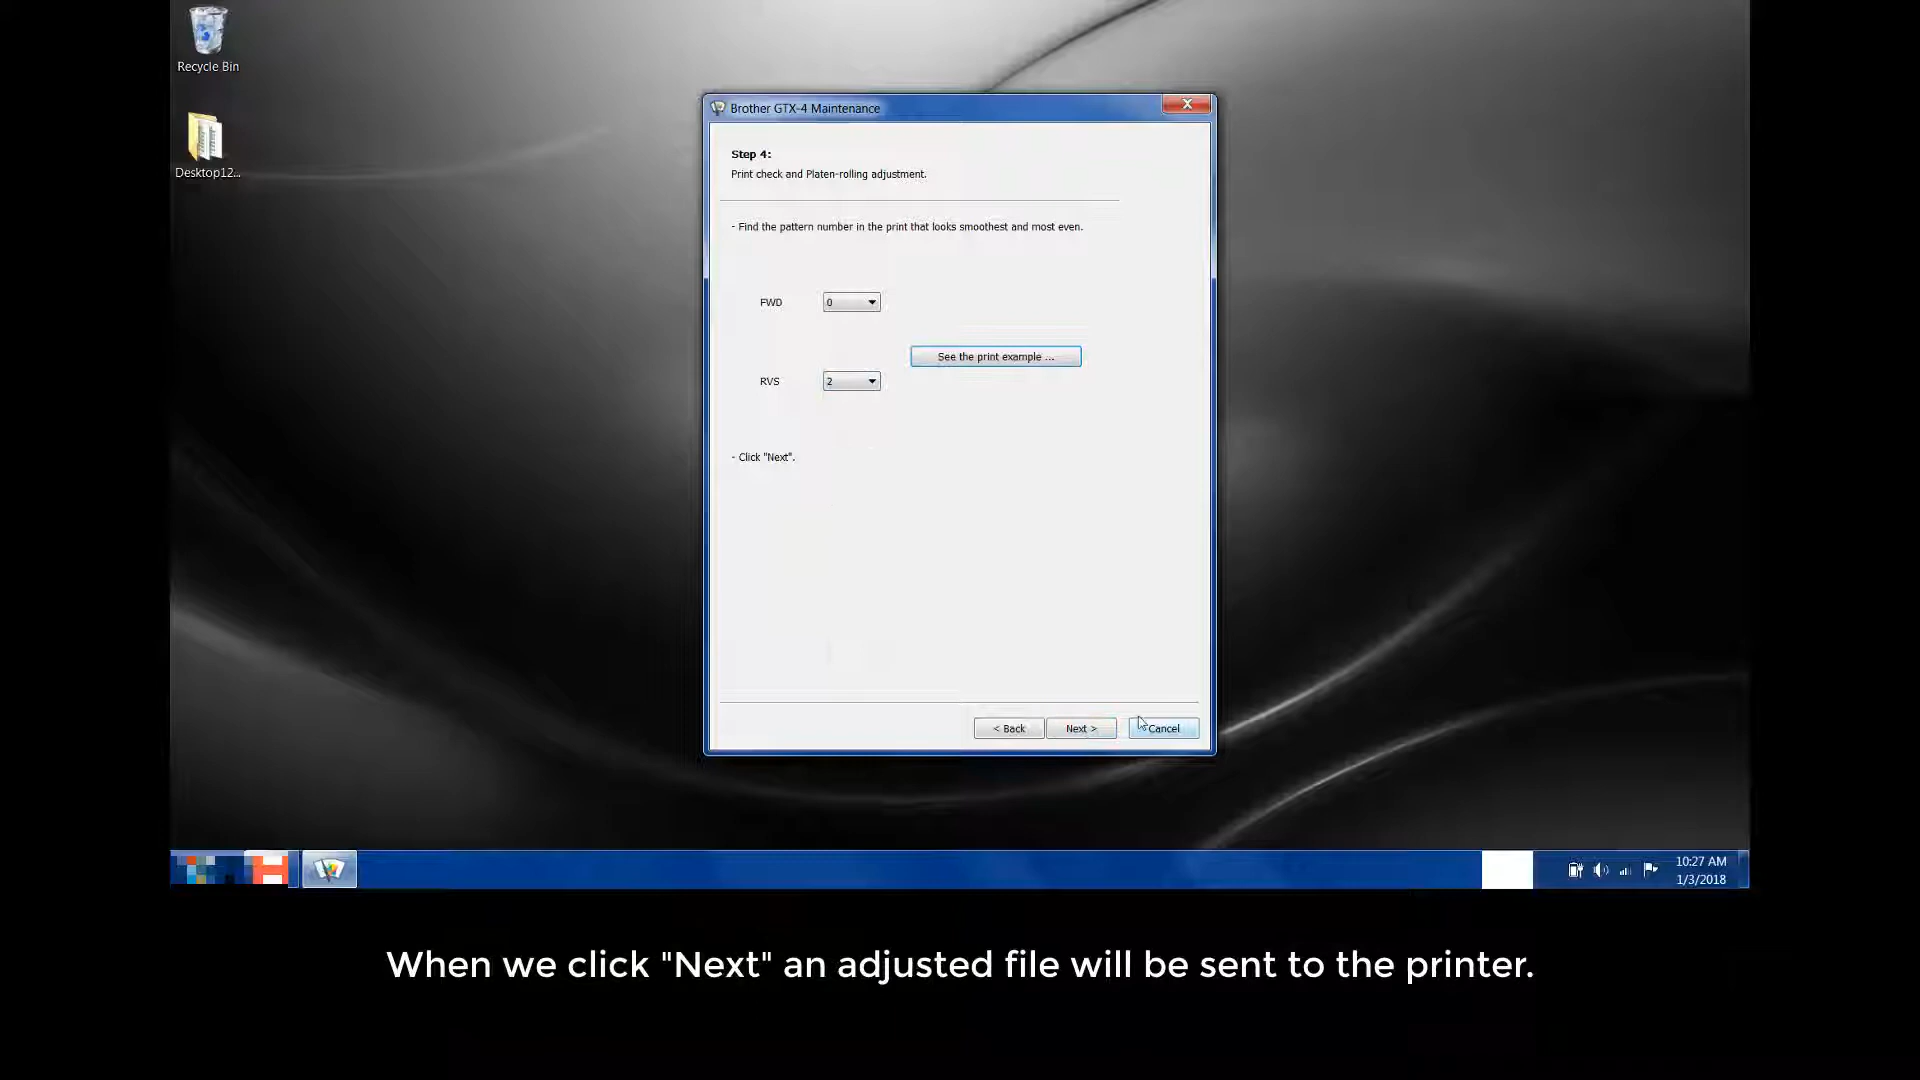 Recycle Bin
Desktop12...
Brother GTX-4 Maintenance
Step 4:
Print check and Platen-rolling adjustment.
- Find the pattern number in the print that looks smoothest and most even.
FWD 0
See the print example ...
RVS 2
- Click "Next".
< Back Next > Cancel
10:27 AM
1/3/2018
When we click "Next" an adjusted file will be sent to the printer.